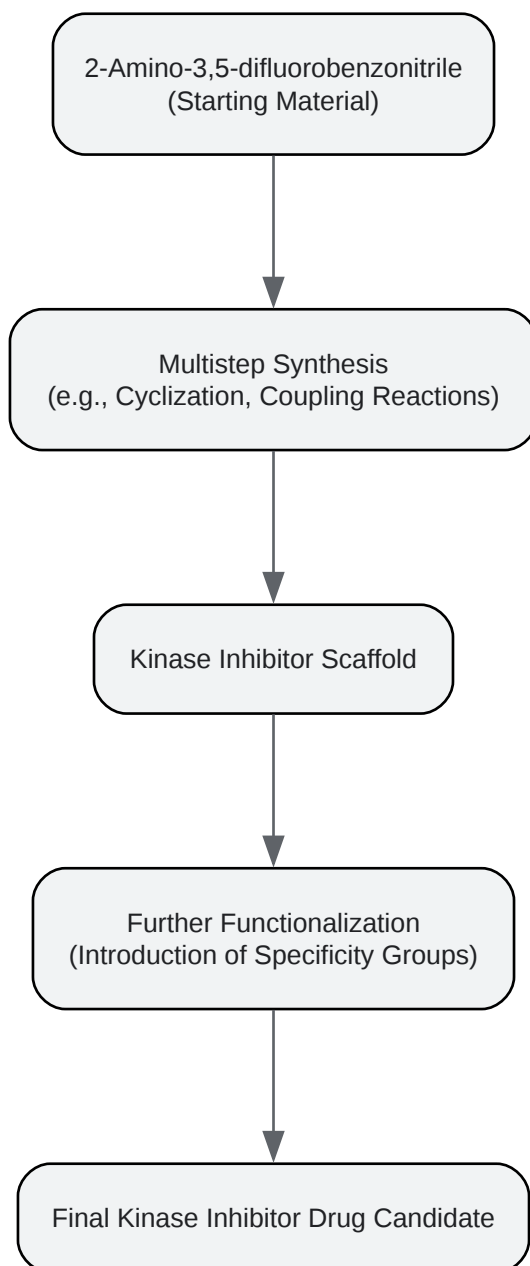 2-Amino-3,5-difluorobenzonitrile
(Starting Material)
Multistep Synthesis
(e.g., Cyclization, Coupling Reactions)
Kinase Inhibitor Scaffold
Further Functionalization
(Introduction of Specificity Groups)
Final Kinase Inhibitor Drug Candidate